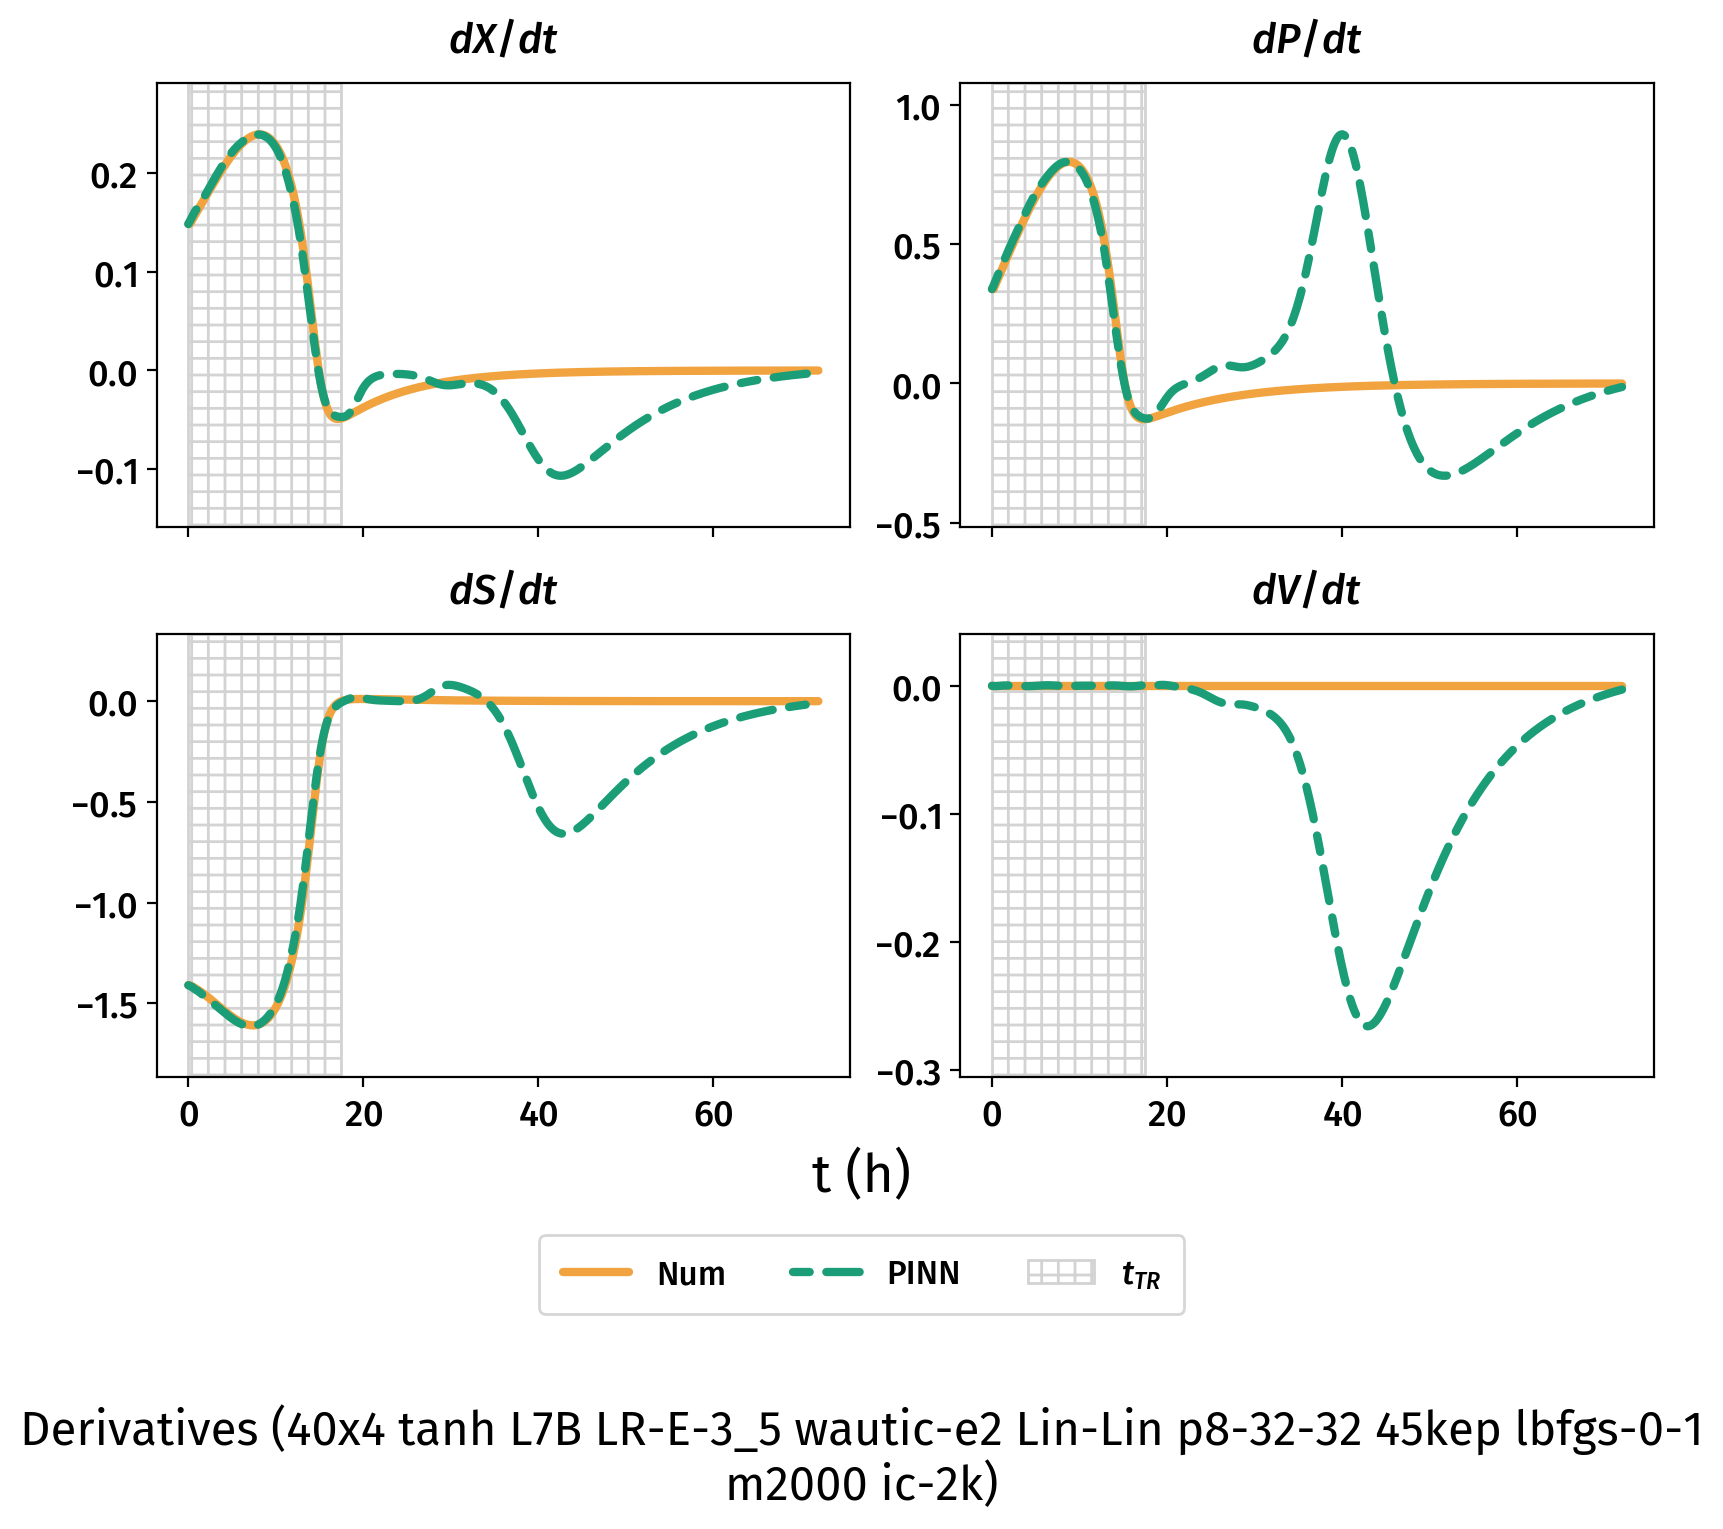 dX/dt
dP/dt
0.2
0.1
0.0
−0.1
1.0
0.5
0.0
−0.5
dS/dt
dV/dt
0.0
−0.5
−1.0
−1.5
0.0
−0.1
−0.2
−0.3
0 20 40 60
0 20 40 60
t (h)
Num PINN tTR
Derivatives (40x4 tanh L7B LR-E-3_5 wautic-e2 Lin-Lin p8-32-32 45kep lbfgs-0-1
m2000 ic-2k)